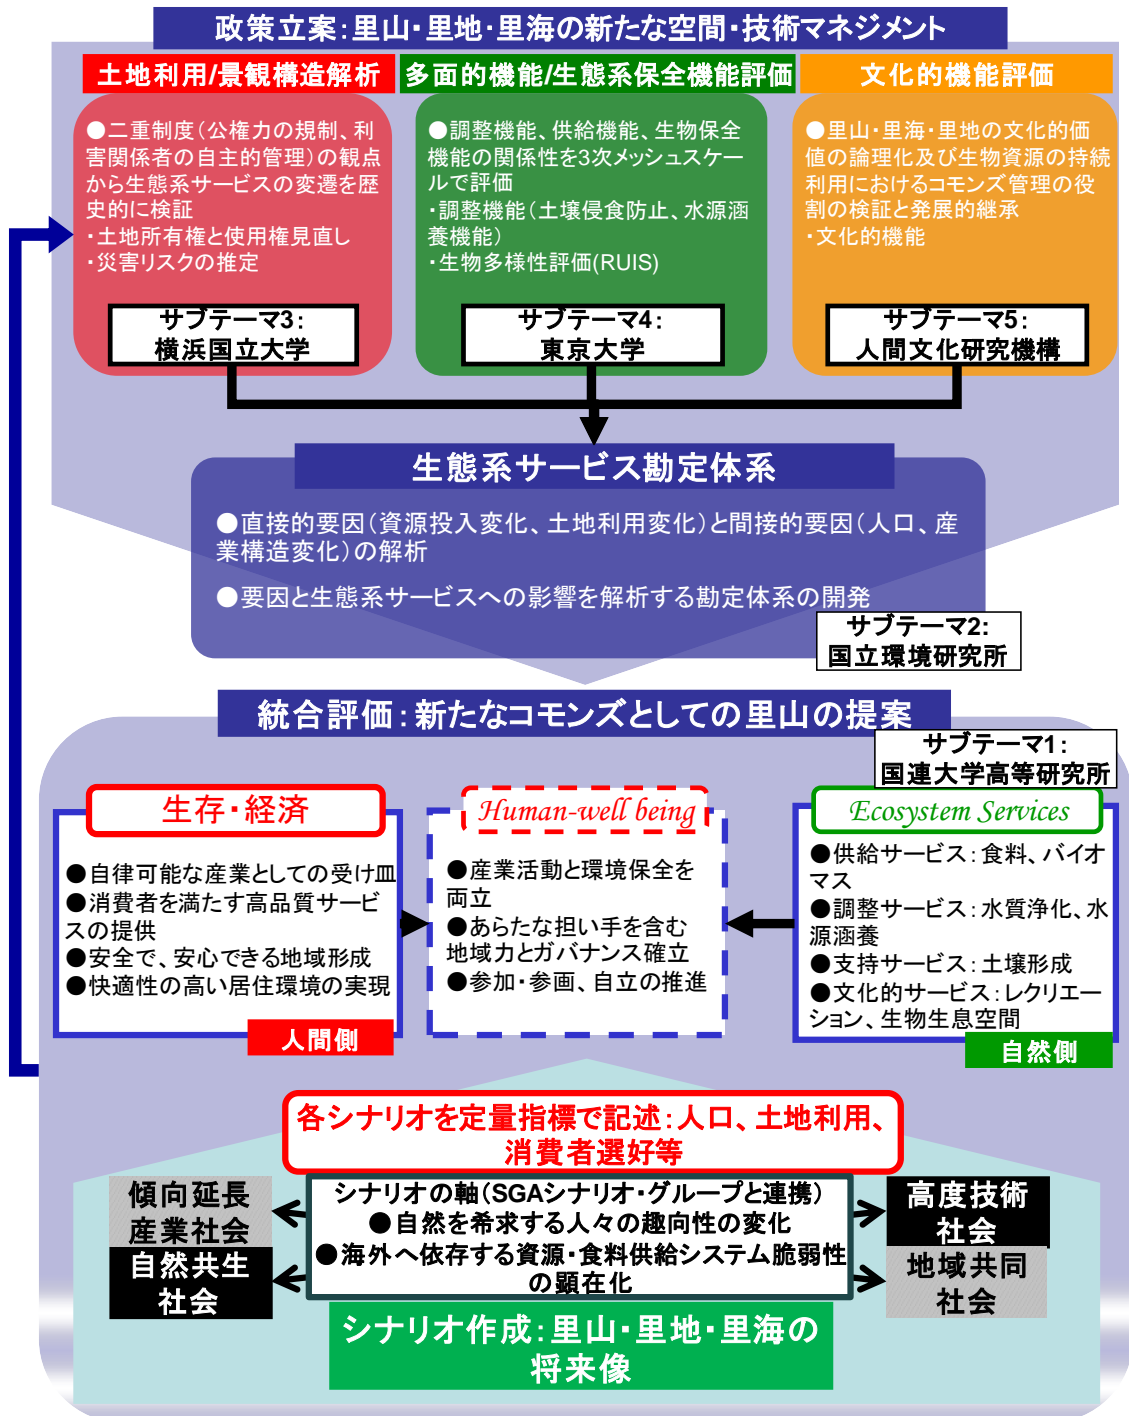 政策立案：里山・里地・里海の新たな空間・技術マネジメント
土地利用/景観構造解析
●二重制度（公権力の規制、利
害関係者の自主的管理）の観点
から生態系サービスの変遷を歴
史的に検証
・土地所有権と使用権見直し
・災害リスクの推定
サブテーマ3：
横浜国立大学
多面的機能/生態系保全機能評価
●調整機能、供給機能、生物保全
機能の関係性を3次メッシュスケー
ルで評価
・調整機能（土壌侵食防止、水源涵
養機能）
・生物多様性評価(RUIS)
サブテーマ4：
東京大学
文化的機能評価
●里山・里海・里地の文化的価
値の論理化及び生物資源の持続
利用におけるコモンズ管理の役
割の検証と発展的継承
・文化的機能
サブテーマ5：
人間文化研究機構
生態系サービス勘定体系
●直接的要因（資源投入変化、土地利用変化）と間接的要因（人口、産
業構造変化）の解析
●要因と生態系サービスへの影響を解析する勘定体系の開発
サブテーマ2：
国立環境研究所
統合評価：新たなコモンズとしての里山の提案
サブテーマ1：
国連大学高等研究所
生存・経済
●自律可能な産業としての受け皿
●消費者を満たす高品質サービ
スの提供
●安全で、安心できる地域形成
●快適性の高い居住環境の実現
人間側
Human-well being
●産業活動と環境保全を
両立
●あらたな担い手を含む
地域力とガバナンス確立
●参加・参画、自立の推進
Ecosystem Services
●供給サービス：食料、バイオ
マス
●調整サービス：水質浄化、水
源涵養
●支持サービス：土壌形成
●文化的サービス：レクリエー
ション、生物生息空間
自然側
各シナリオを定量指標で記述：人口、土地利用、
消費者選好等
傾向延長
産業社会
自然共生
社会
シナリオの軸（SGAシナリオ・グループと連携）
●自然を希求する人々の趣向性の変化
●海外へ依存する資源・食料供給システム脆弱性
の顕在化
高度技術
社会
地域共同
社会
シナリオ作成：里山・里地・里海の
将来像